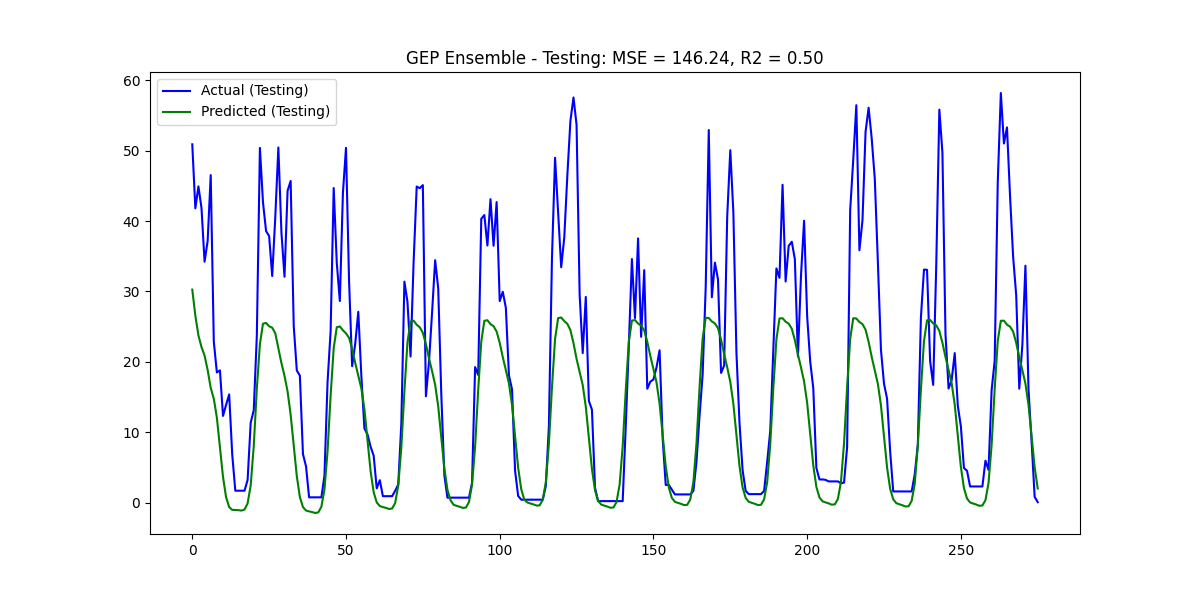 GEP Ensemble - Testing: MSE = 146.24, R2 = 0.50
Actual (Testing)
Predicted (Testing)
60
50
40
30
20
10
0
0 50 100 150 200 250